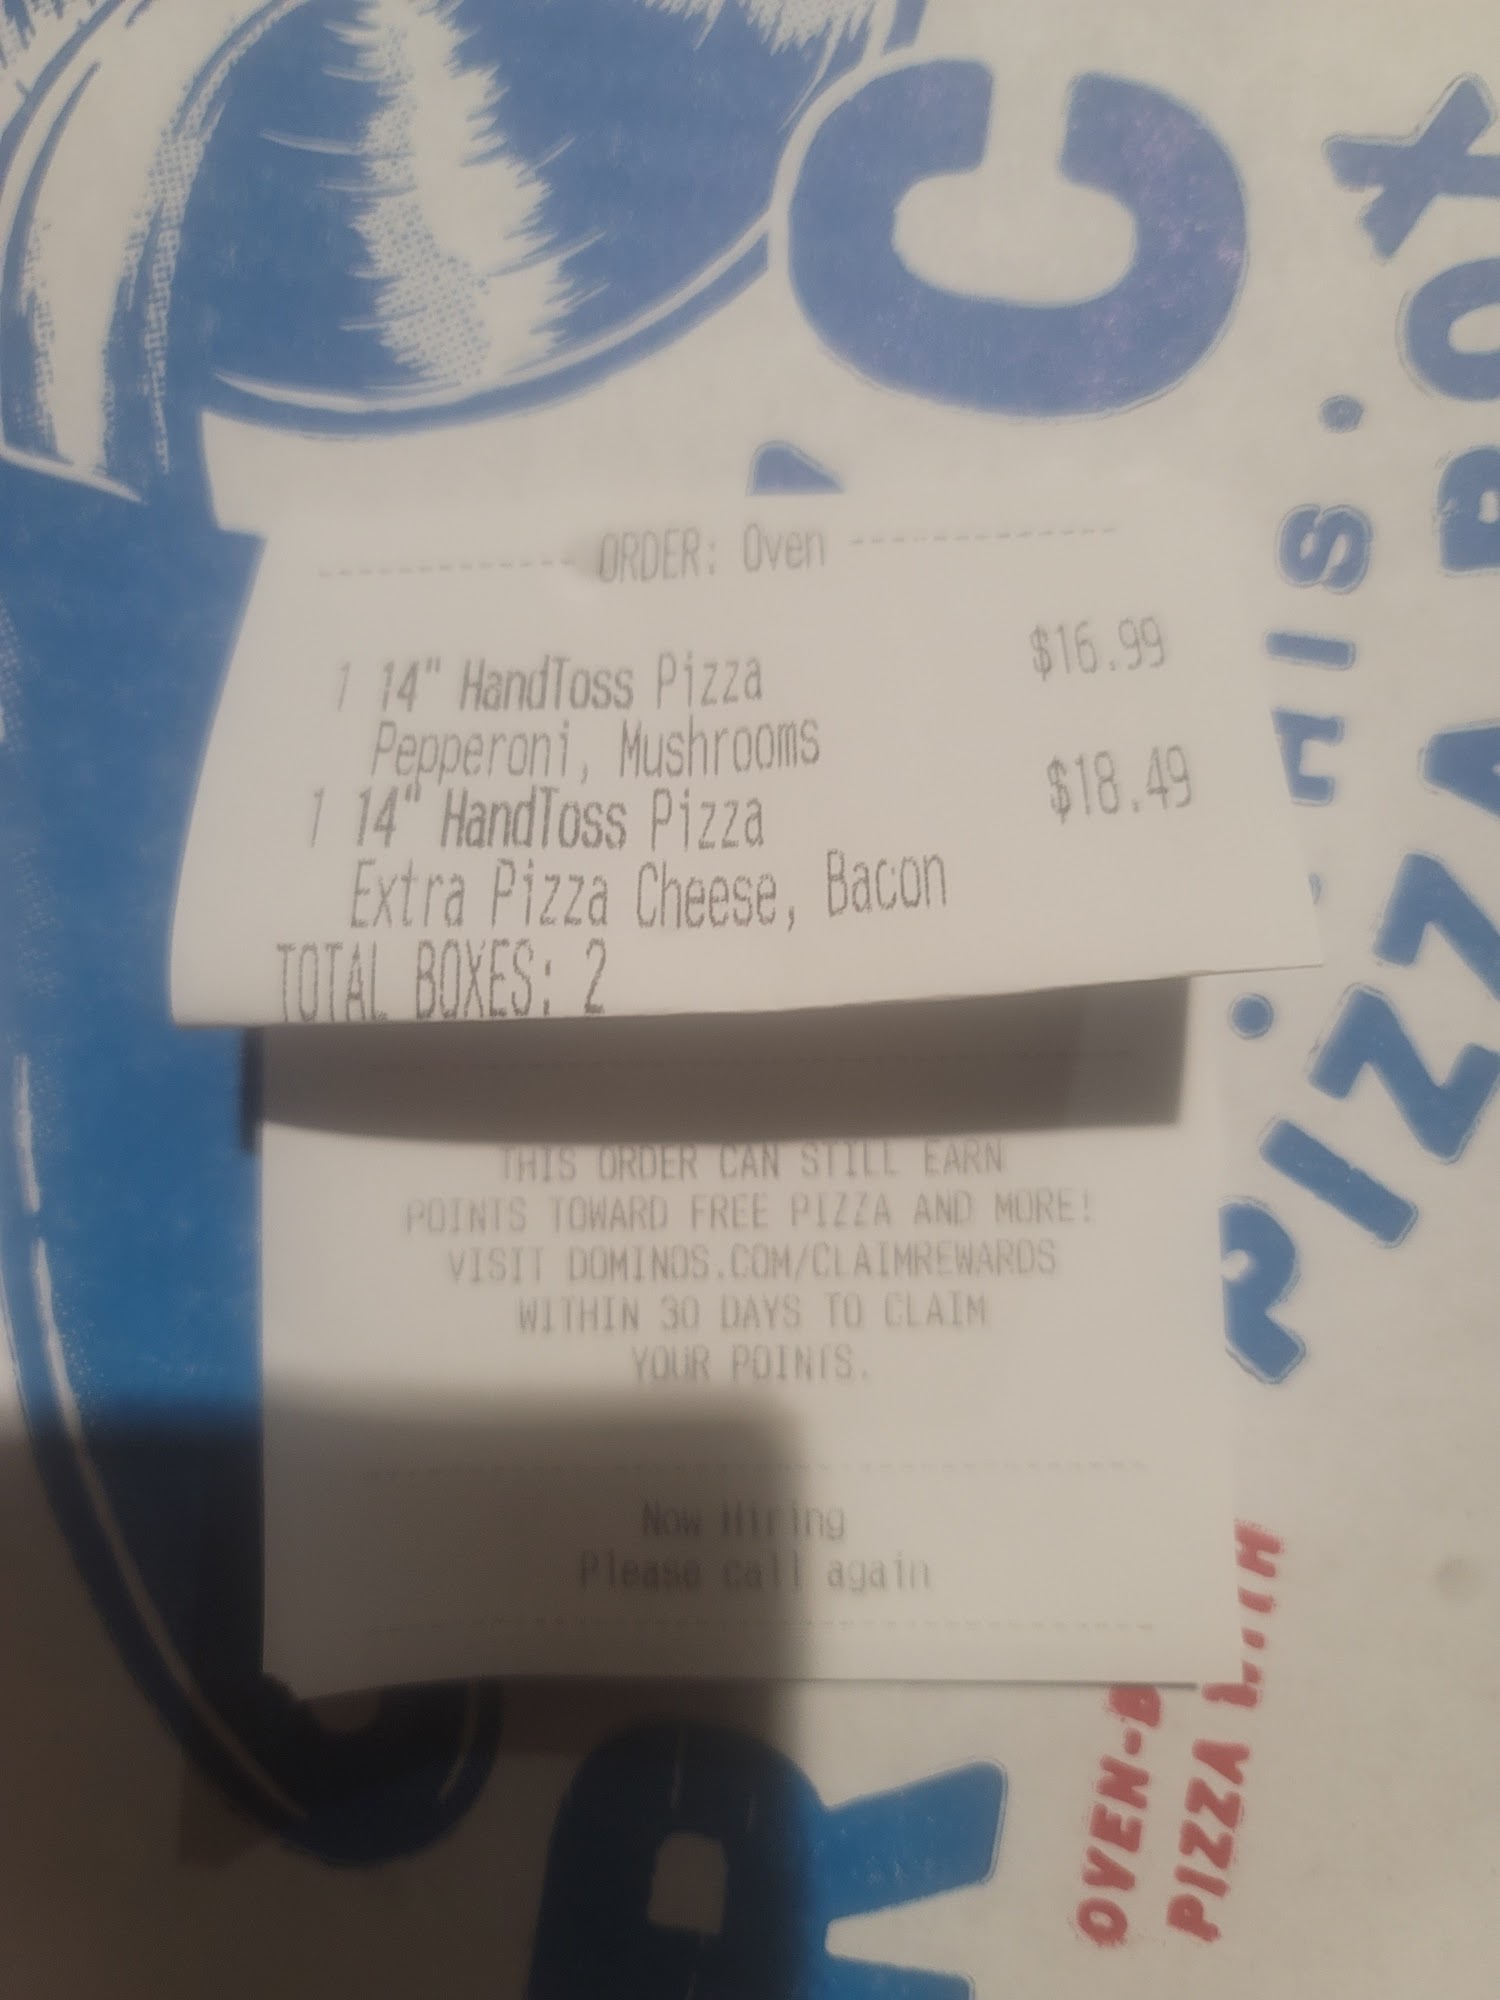 ORDER: Oven
1 14" HandToss Pizza $16.99
Pepperoni, Mushrooms
1 14" HandToss Pizza $18.49
Extra Pizza Cheese, Bacon
TOTAL BOXES: 2
THIS ORDER CAN STILL EARN
POINTS TOWARD FREE PIZZA AND MORE!
VISIT DOMINOS.COM/CLAIMREWARDS
WITHIN 30 DAYS TO CLAIM
YOUR POINTS.
Now Hiring
Please call again
PIZZA BOX
OVEN-B
PIZZA